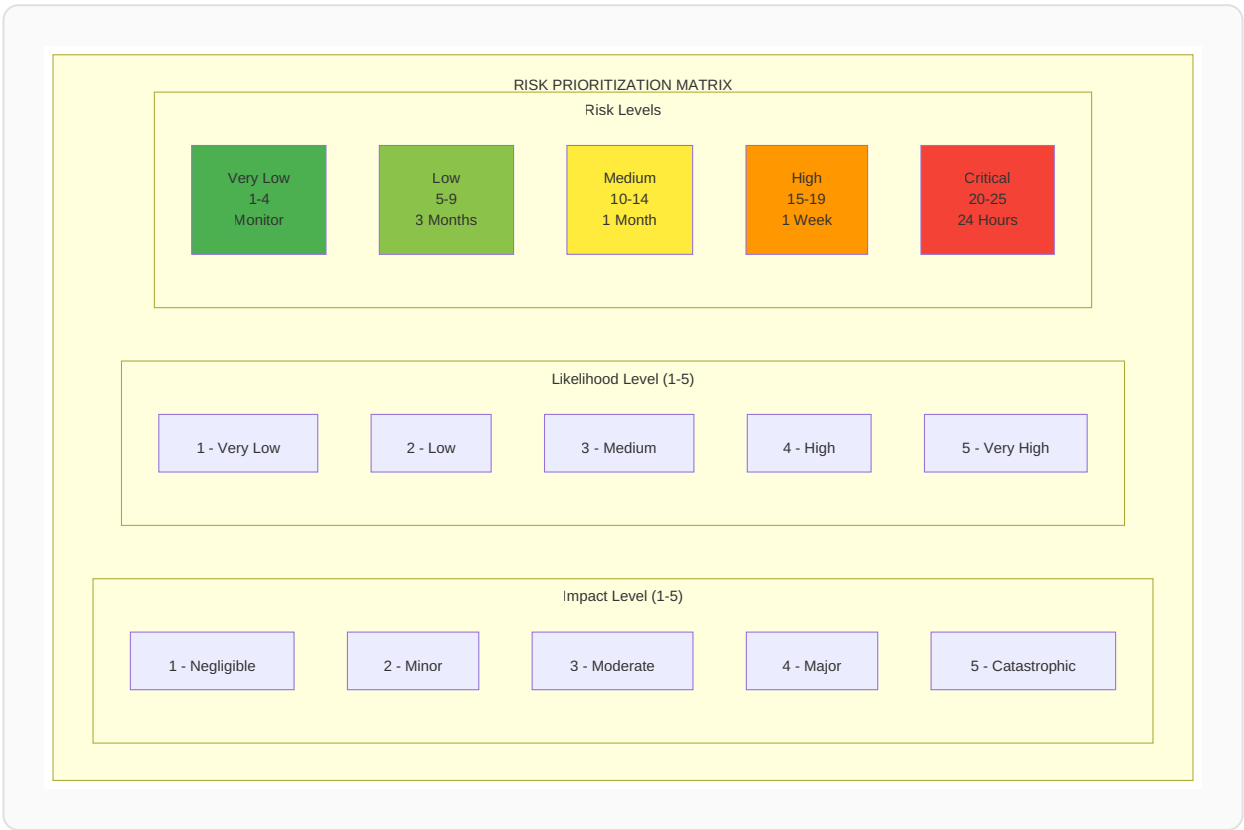 RISK PRIORITIZATION MATRIX
Risk Levels
Very Low
1-4
Monitor
Low
5-9
3 Months
Medium
10-14
1 Month
High
15-19
1 Week
Critical
20-25
24 Hours
Likelihood Level (1-5)
1 - Very Low
2 - Low
3 - Medium
4 - High
5 - Very High
Impact Level (1-5)
1 - Negligible
2 - Minor
3 - Moderate
4 - Major
5 - Catastrophic